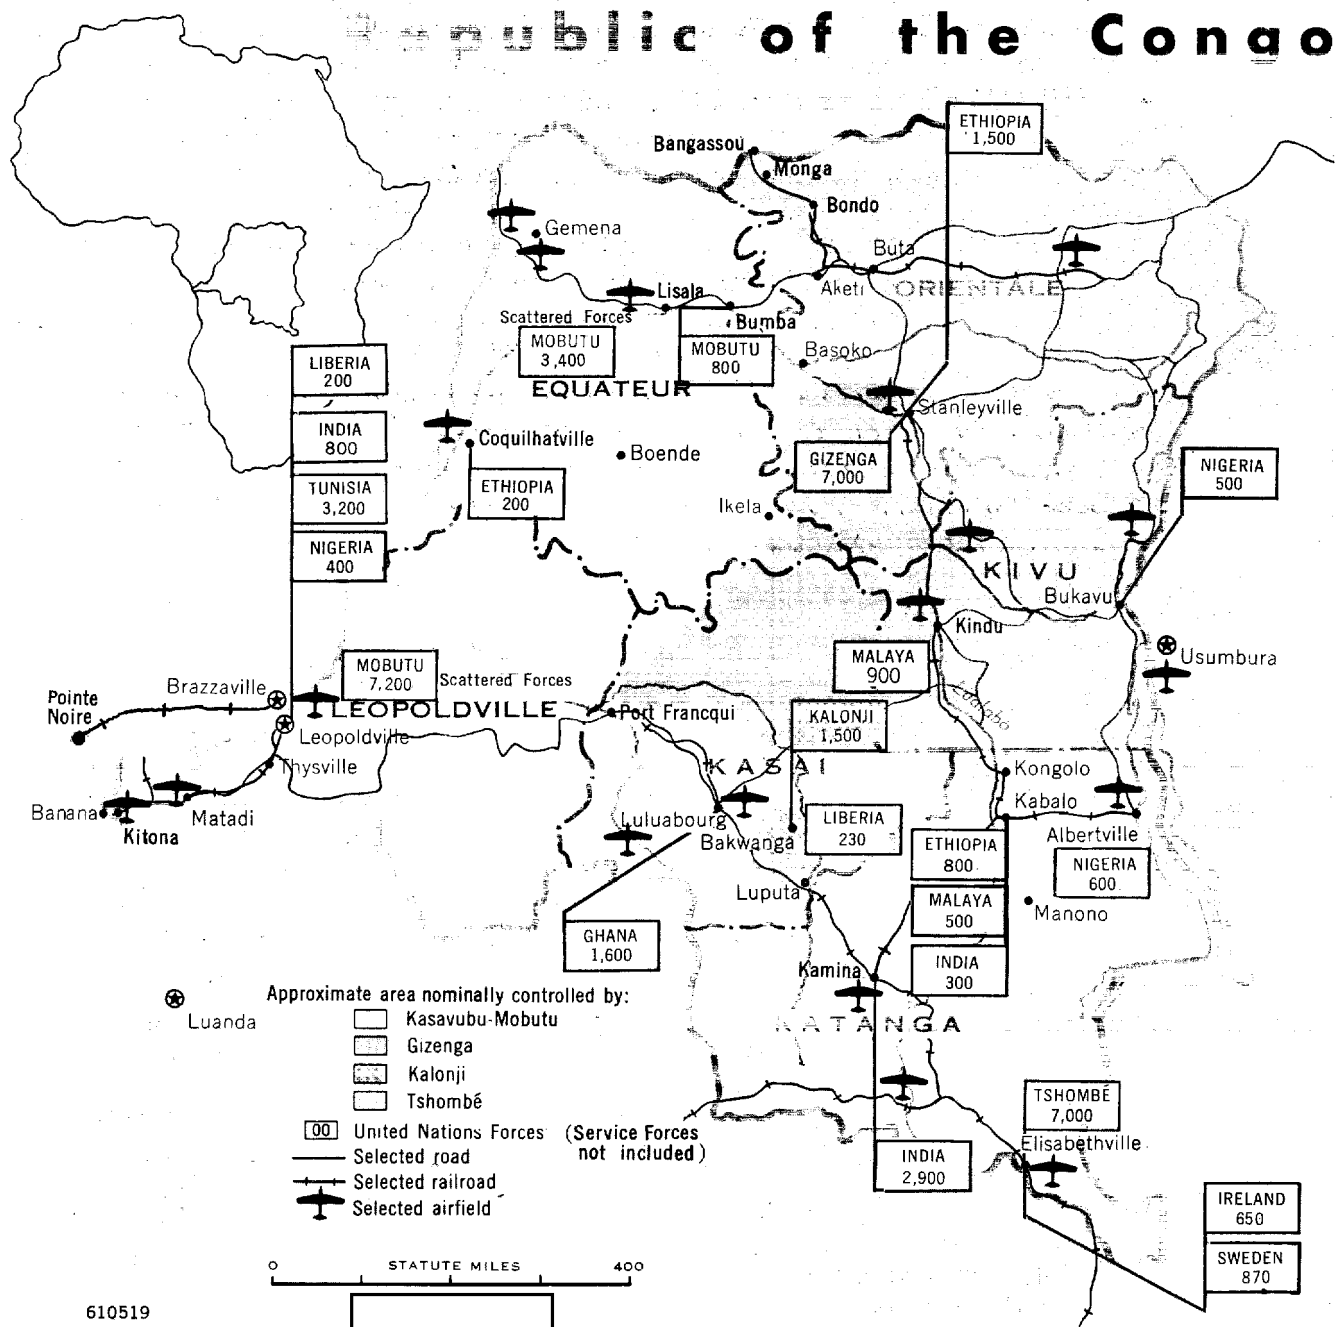 Republic of the Congo
ETHIOPIA
1,500
Bangassou
Monga
Bondo
Gemena
Buta
Aketi
ORIENTALE
Lisala
Bumba
Scattered Forces
MOBUTU
3,400
MOBUTU
800
Basoko
EQUATEUR
LIBERIA
200
INDIA
800
TUNISIA
3,200
NIGERIA
400
Stanleyville
Coquilhatville
Boende
ETHIOPIA
200
GIZENGA
7,000
NIGERIA
500
Ikela
KIVU
Bukavu
Kindu
Usumbura
MALAYA
900
MOBUTU
7,200
Scattered Forces
Brazzaville
Pointe
Noire
LEOPOLDVILLE
Leopoldville
Port Francqui
KALONJI
1,500
Thysville
KASAI
Kongolo
Kabalo
Banana
Kitona
Matadi
Luluabourg
Bakwanga
LIBERIA
230
Albertville
ETHIOPIA
800
NIGERIA
600
Luputa
MALAYA
500
Manono
GHANA
1,600
INDIA
300
Kamina
KATANGA
Luanda
Approximate area nominally controlled by:
Kasavubu-Mobutu
Gizenga
Kalonji
Tshombé
00 United Nations Forces (Service Forces
not included)
Selected road
Selected railroad
Selected airfield
TSHOMBÉ
7,000
Elisabethville
INDIA
2,900
IRELAND
650
SWEDEN
870
0 STATUTE MILES 400
610519